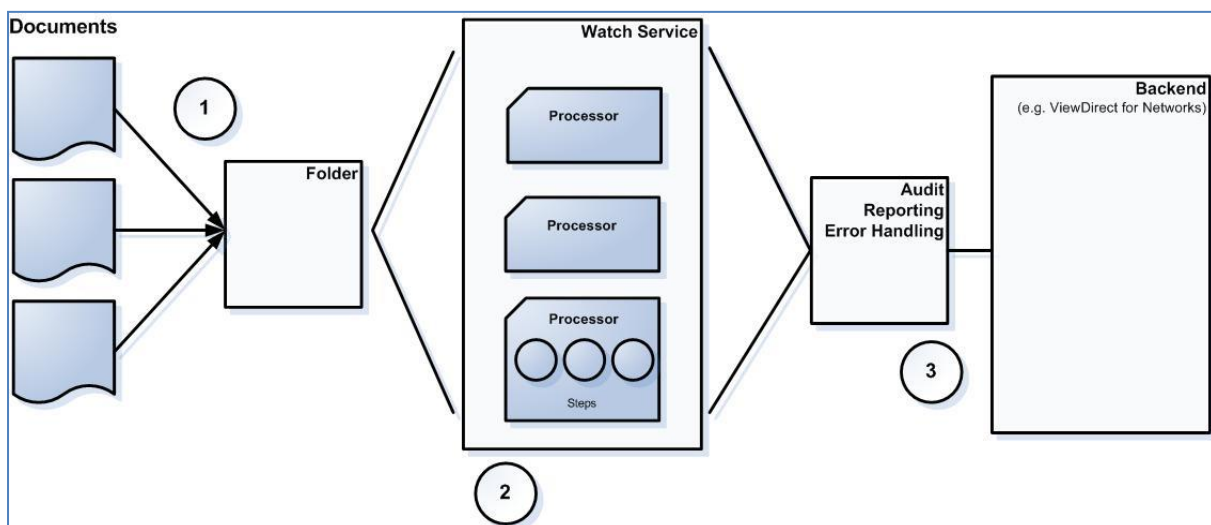 Documents
1
Folder
Watch Service
Processor
Processor
Processor
Steps
2
Audit
Reporting
Error Handling
3
Backend
(e.g. ViewDirect for Networks)